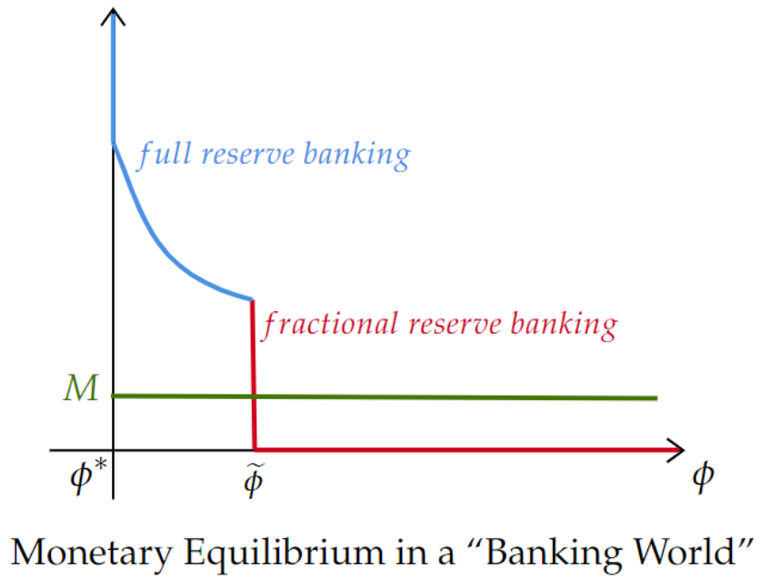 full reserve banking
fractional reserve banking
M
ϕ*
ϕ̃
ϕ
Monetary Equilibrium in a “Banking World”